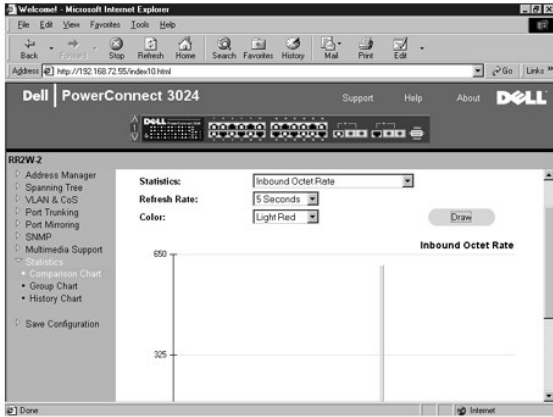 Welcome! - Microsoft Internet Explorer
File Edit View Favorites Tools Help
Back Forward Stop Refresh Home Search Favorites History Mail Print Edit
Address http://192.168.72.55/index10.html Go Links »
Dell PowerConnect 3024 Support Help About DELL
DELL
RR2W-2
Address Manager
Spanning Tree
VLAN & CoS
Port Trunking
Port Mirroring
SNMP
Multimedia Support
Statistics
Comparison Chart
Group Chart
History Chart
Save Configuration
Statistics: Inbound Octet Rate
Refresh Rate: 5 Seconds
Color: Light Red Draw
Inbound Octet Rate
650
325
Done Internet